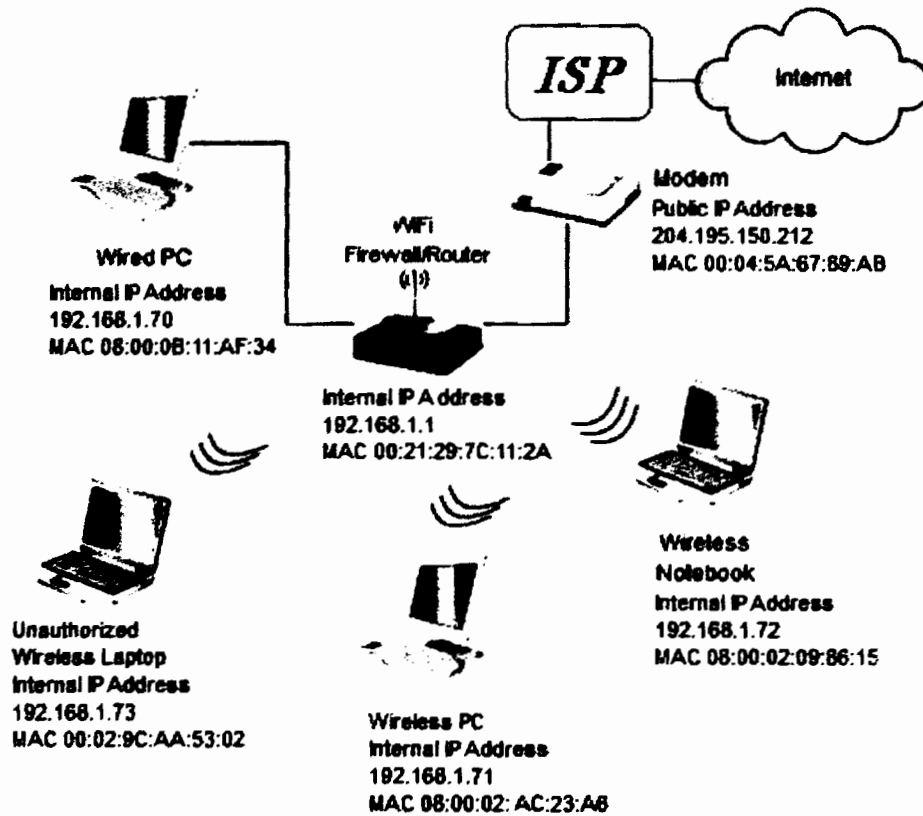 ISP
Internet
Modem
Public IP Address
204.195.150.212
MAC 00:04:5A:67:89:AB
WiFi
Firewall/Router
Wired PC
Internal IP Address
192.168.1.70
MAC 08:00:0B:11:AF:34
Internal IP Address
192.168.1.1
MAC 00:21:29:7C:11:2A
Wireless
Notebook
Internal IP Address
192.168.1.72
MAC 08:00:02:09:86:15
Unauthorized
Wireless Laptop
Internal IP Address
192.168.1.73
MAC 00:02:9C:AA:53:02
Wireless PC
Internal IP Address
192.168.1.71
MAC 08:00:02: AC:23:A6